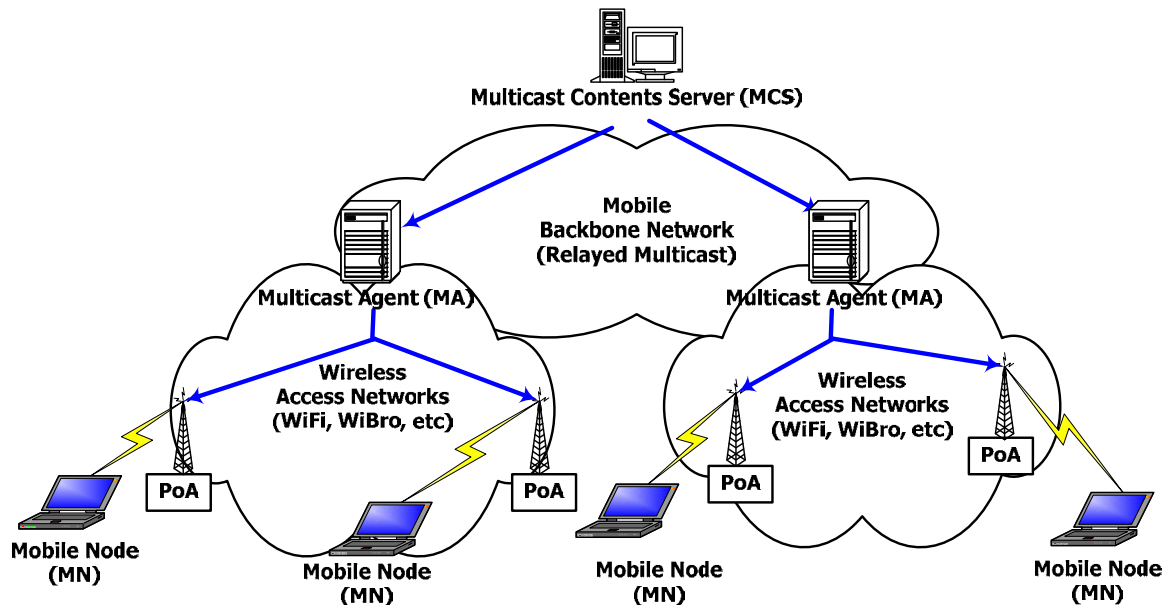 Multicast Contents Server (MCS)
Mobile
Backbone Network
(Relayed Multicast)
Multicast Agent (MA)
Multicast Agent (MA)
Wireless
Access Networks
(WiFi, WiBro, etc)
Wireless
Access Networks
(WiFi, WiBro, etc)
PoA
PoA
PoA
PoA
Mobile Node
(MN)
Mobile Node
(MN)
Mobile Node
(MN)
Mobile Node
(MN)